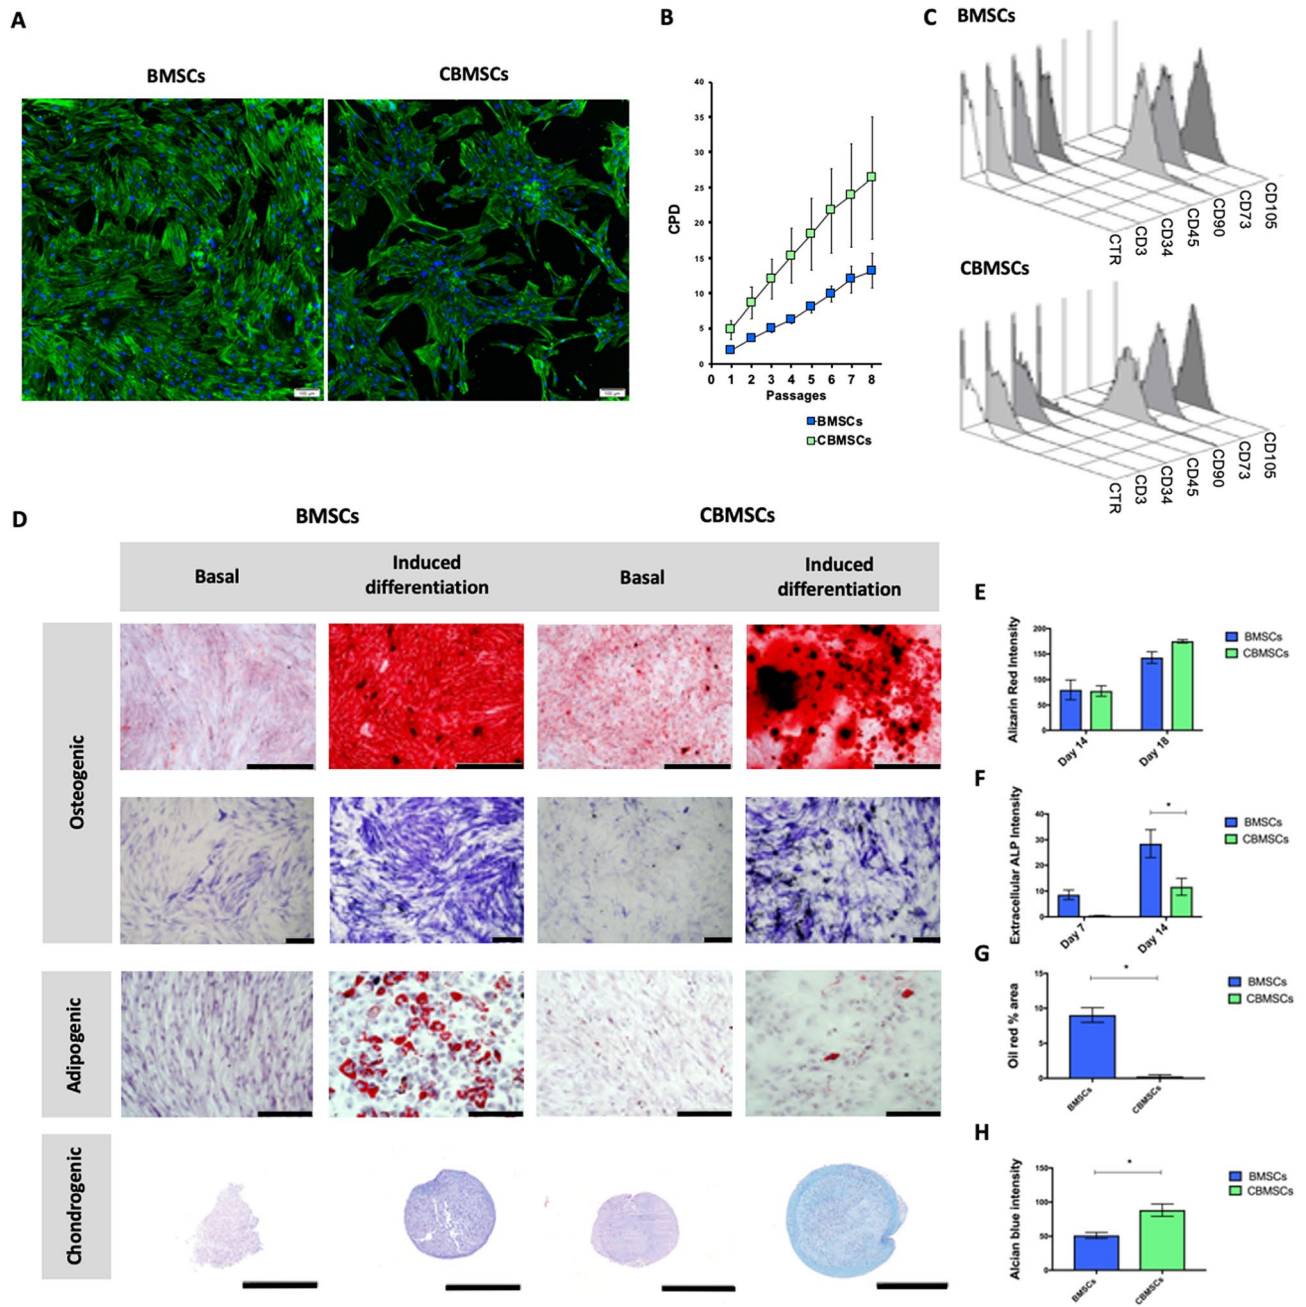 A
BMSCs
CBMSCs
100 µm
100 µm
B
40
35
30
25
20
15
10
5
0
CPD
0 1 2 3 4 5 6 7 8
Passages
BMSCs
CBMSCs
C
BMSCs
CTR
CD3
CD34
CD45
CD90
CD73
CD105
CBMSCs
CTR
CD3
CD34
CD45
CD90
CD73
CD105
D
BMSCs
CBMSCs
Basal
Induced
differentiation
Basal
Induced
differentiation
Osteogenic
Adipogenic
Chondrogenic
E
Alizarin Red Intensity
200
150
100
50
0
Day 14
Day 18
BMSCs
CBMSCs
F
Extracellular ALP Intensity
40
30
20
10
0
*
Day 7
Day 14
BMSCs
CBMSCs
G
Oil red % area
15
10
5
0
*
BMSCs
CBMSCs
BMSCs
CBMSCs
H
Alcian blue intensity
150
100
50
0
*
BMSCs
CBMSCs
BMSCs
CBMSCs